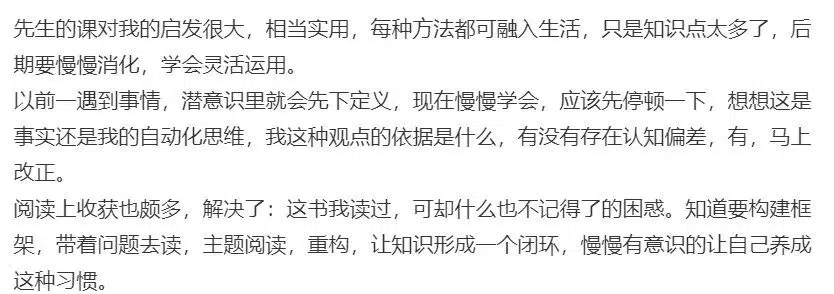 先生的课对我的启发很大，相当实用，每种方法都可融入生活，只是知识点太多了，后
期要慢慢消化，学会灵活运用。
以前一遇到事情，潜意识里就会先下定义，现在慢慢学会，应该先停顿一下，想想这是
事实还是我的自动化思维，我这种观点的依据是什么，有没有存在认知偏差，有，马上
改正。
阅读上收获也颇多，解决了：这书我读过，可却什么也不记得了的困惑。知道要构建框
架，带着问题去读，主题阅读，重构，让知识形成一个闭环，慢慢有意识的让自己养成
这种习惯。